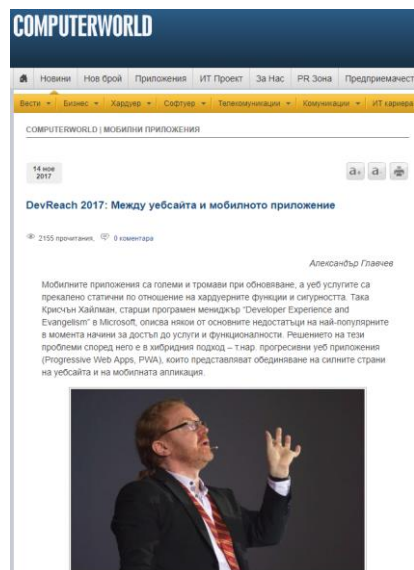 COMPUTERWORLD
Новини Нов брой Приложения ИТ Проект За Нас PR Зона Предприемачест
Вести Бизнес Хардуер Софтуер Телекомуникации Комуникации ИТ кариера
COMPUTERWORLD | МОБИЛНИ ПРИЛОЖЕНИЯ
14 ное
2017
a+ a-
DevReach 2017: Между уебсайта и мобилното приложение
2155 прочитания, 0 коментара
Александър Главчев
Мобилните приложения са големи и тромави при обновяване, а уеб услугите са
прекалено статични по отношение на хардуерните функции и сигурността. Така
Крисчън Хайлман, старши програмен мениджър "Developer Experience and
Evangelism" в Microsoft, описва някои от основните недостатъци на най-популярните
в момента начини за достъп до услуги и функционалности. Решението на тези
проблеми според него е в хибридния подход – т.нар. прогресивни уеб приложения
(Progressive Web Apps, PWA), които представляват обединяване на силните страни
на уебсайта и на мобилната апликация.